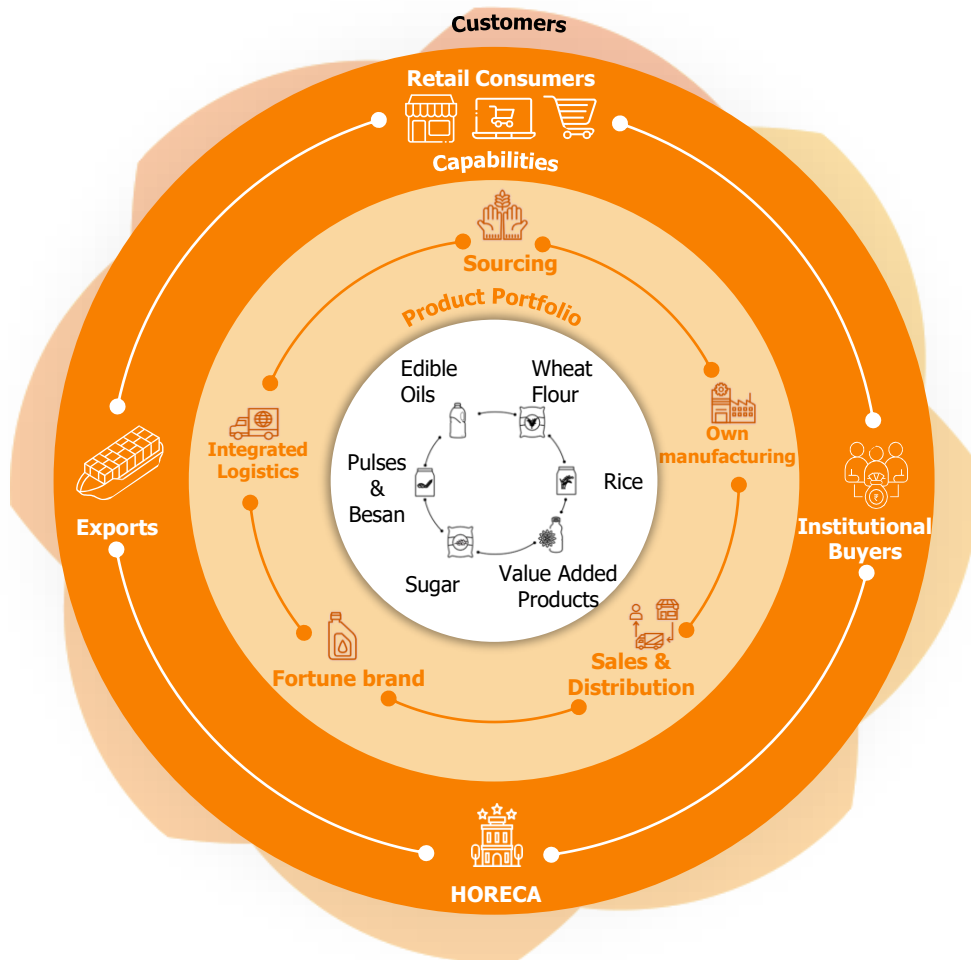 Customers
Retail Consumers
Capabilities
Sourcing
Product Portfolio
Edible
Oils
Wheat
Flour
Integrated
Logistics
Own
manufacturing
Pulses
&
Besan
Rice
Exports
Institutional
Buyers
Sugar
Value Added
Products
Fortune brand
Sales &
Distribution
HORECA